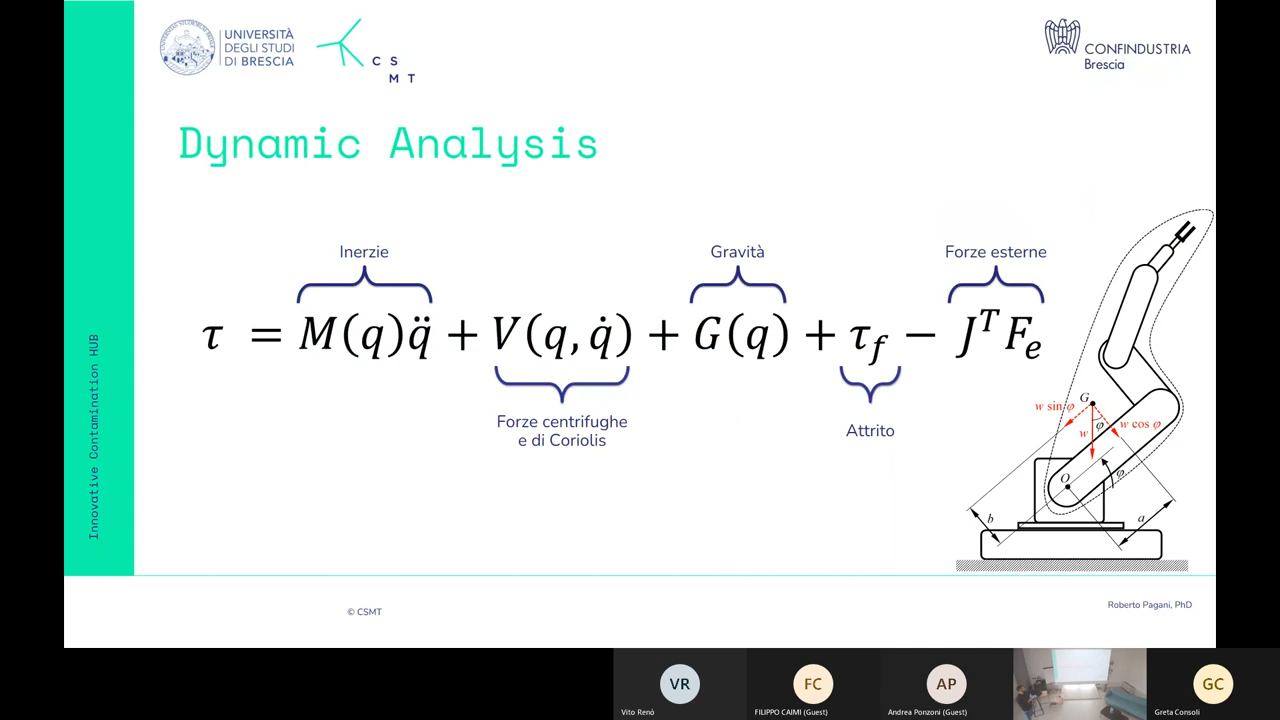 UNIVERSITÀ
DEGLI STUDI
DI BRESCIA
C S
M T
CONFINDUSTRIA
Brescia
Dynamic Analysis
Inerzie
Gravità
Forze esterne
τ = M(q)q̈ + V(q, q̇) + G(q) + τ_f − J^T F_e
Forze centrifughe
e di Coriolis
Attrito
G
w sin φ
φ
w
w cos φ
O
φ
b
a
Innovative Contamination HUB
© CSMT
Roberto Pagani, PhD
VR
FC
AP
GC
Vito Renò
FILIPPO CAIMI (Guest)
Andrea Ponzoni (Guest)
Greta Consoli